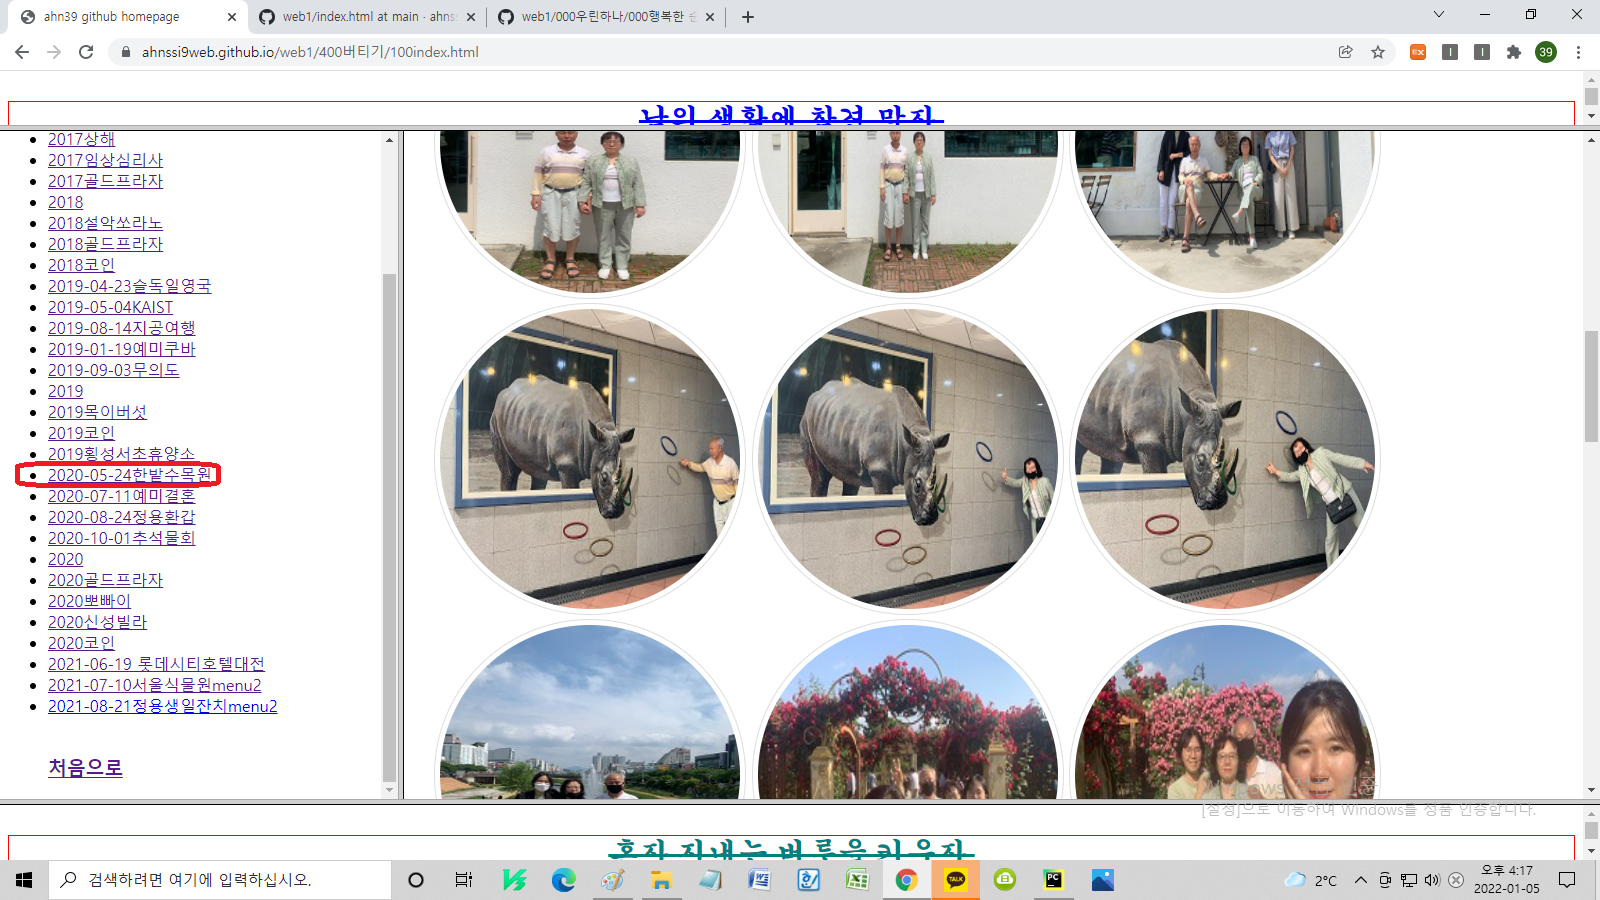 ahn39 github homepage
web1/index.html at main · ahnss
web1/000우린하나/000행복한 순
ahnssi9web.github.io/web1/400버티기/100index.html
39
나의 생활에 참견 말지
2017상해
2017임상심리사
2017골드프라자
2018
2018설악쏘라노
2018골드프라자
2018코인
2019-04-23슬독일영국
2019-05-04KAIST
2019-08-14지공여행
2019-01-19예미쿠바
2019-09-03무의도
2019
2019목이버섯
2019코인
2019횡성서초휴양소
2020-05-24한밭수목원
2020-07-11예미결혼
2020-08-24정용환갑
2020-10-01추석물회
2020
2020골드프라자
2020뽀빠이
2020신성빌라
2020코인
2021-06-19 롯데시티호텔대전
2021-07-10서울식물원menu2
2021-08-21정용생일잔치menu2
처음으로
Windows 정품 인증
[설정]으로 이동하여 Windows를 정품 인증합니다.
혼자 지내는 버릇을 키우자
검색하려면 여기에 입력하십시오.
TALK
PC
2°C
오후 4:17
2022-01-05